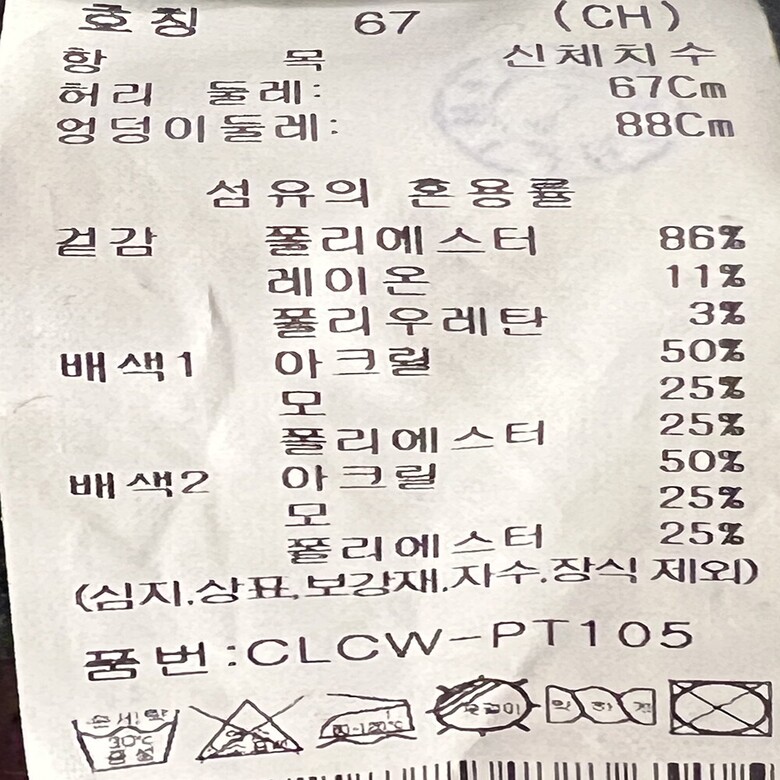 호칭 67 (CH)
항 목 신체치수
허리 둘레: 67Cm
엉덩이둘레: 88Cm
섬유의 혼용률
겉감 폴리에스터 86%
레이온 11%
폴리우레탄 3%
배색1 아크릴 50%
모 25%
폴리에스터 25%
배색2 아크릴 50%
모 25%
폴리에스터 25%
(심지.상표.보강재.자수.장식 제외)
품번:CLCW-PT105
손세탁 80-120℃ 옷걸이 약하게
30℃
중성